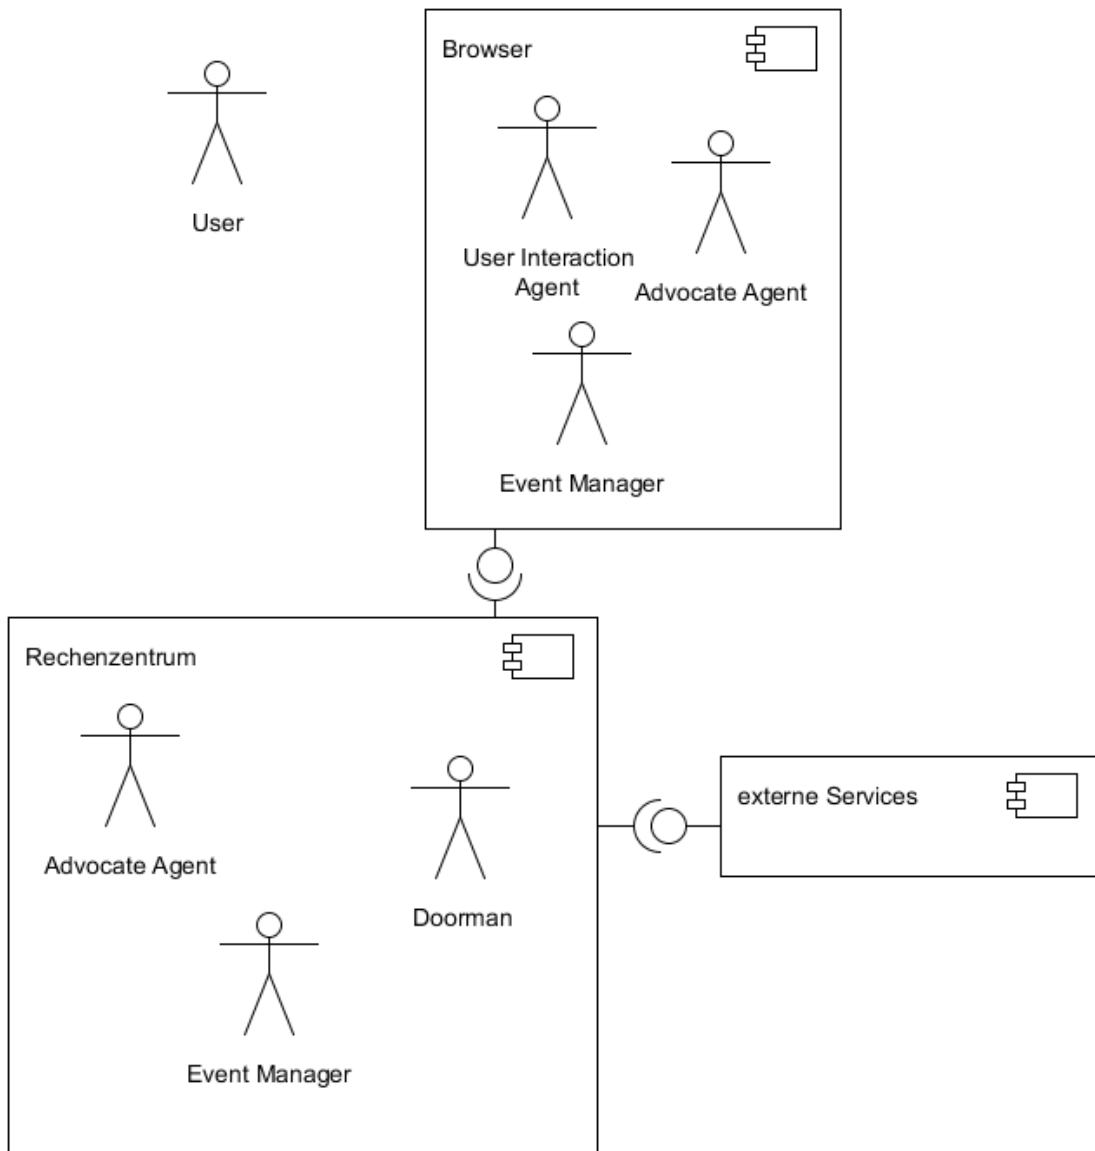 Browser
User
User Interaction
Agent
Advocate Agent
Event Manager
Rechenzentrum
Advocate Agent
Doorman
Event Manager
externe Services